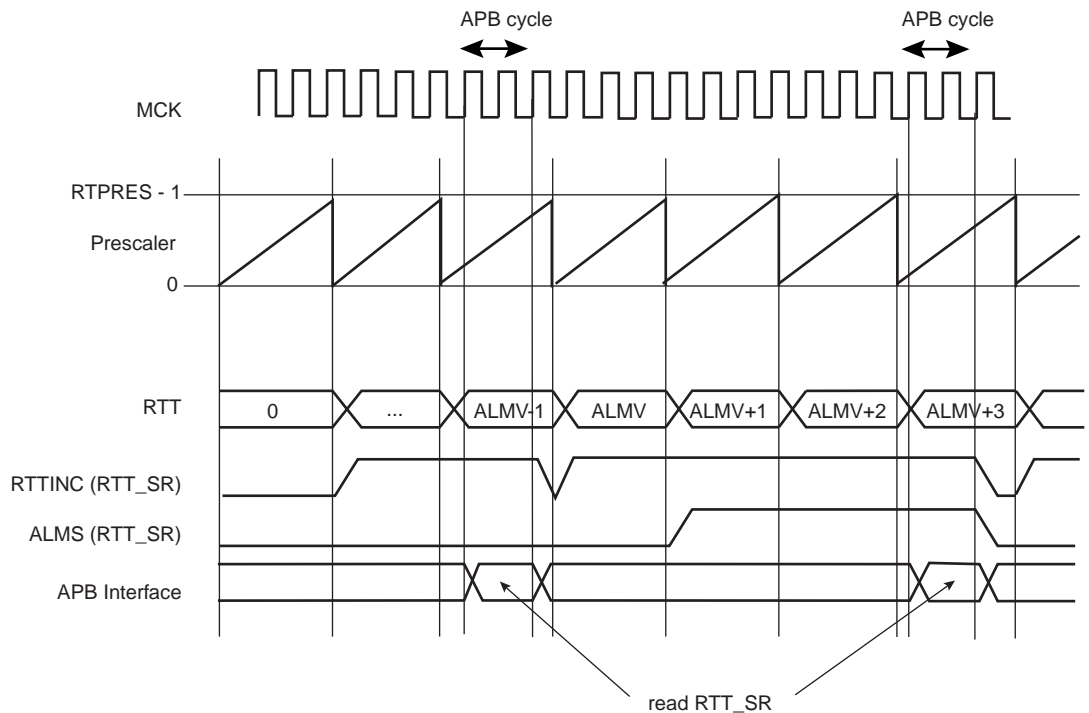 APB cycle
APB cycle
MCK
RTPRES - 1
Prescaler
0
RTT
0
...
ALMV-1
ALMV
ALMV+1
ALMV+2
ALMV+3
RTTINC (RTT_SR)
ALMS (RTT_SR)
APB Interface
read RTT_SR